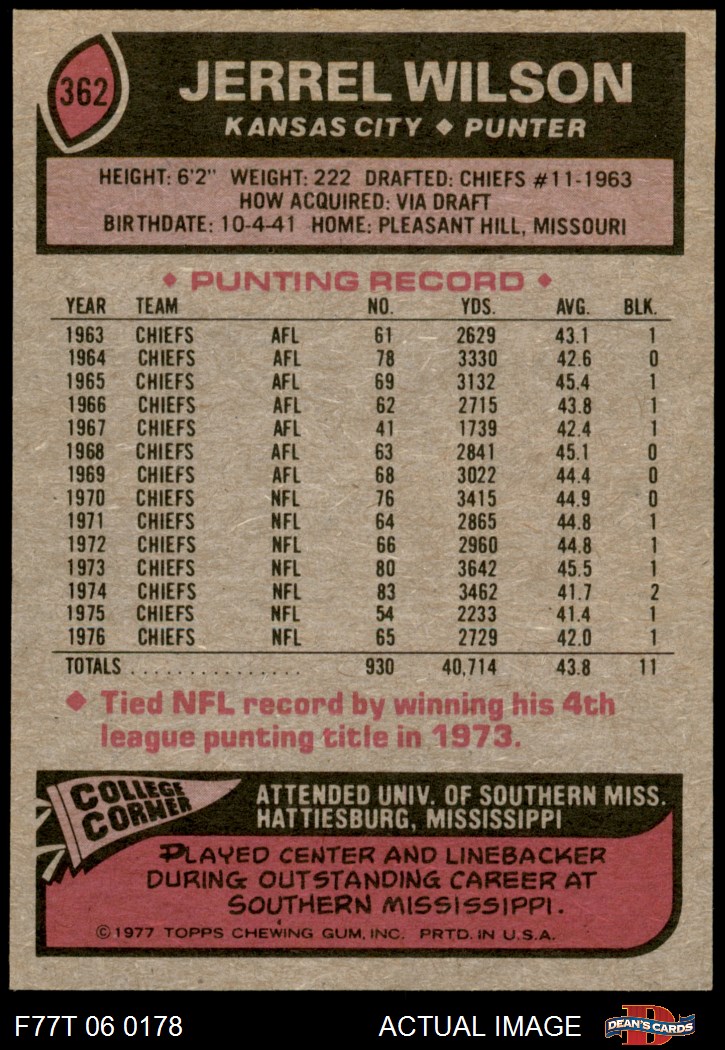 362
JERREL WILSON
KANSAS CITY ◆ PUNTER
HEIGHT: 6'2" WEIGHT: 222 DRAFTED: CHIEFS #11-1963
HOW ACQUIRED: VIA DRAFT
BIRTHDATE: 10-4-41 HOME: PLEASANT HILL, MISSOURI
◆ PUNTING RECORD ◆
YEAR TEAM NO. YDS. AVG. BLK.
1963 CHIEFS AFL 61 2629 43.1 1
1964 CHIEFS AFL 78 3330 42.6 0
1965 CHIEFS AFL 69 3132 45.4 1
1966 CHIEFS AFL 62 2715 43.8 1
1967 CHIEFS AFL 41 1739 42.4 1
1968 CHIEFS AFL 63 2841 45.1 0
1969 CHIEFS AFL 68 3022 44.4 0
1970 CHIEFS NFL 76 3415 44.9 0
1971 CHIEFS NFL 64 2865 44.8 1
1972 CHIEFS NFL 66 2960 44.8 1
1973 CHIEFS NFL 80 3642 45.5 1
1974 CHIEFS NFL 83 3462 41.7 2
1975 CHIEFS NFL 54 2233 41.4 1
1976 CHIEFS NFL 65 2729 42.0 1
TOTALS ................ 930 40,714 43.8 11
◆ Tied NFL record by winning his 4th
league punting title in 1973.
COLLEGE
CORNER
ATTENDED UNIV. OF SOUTHERN MISS.
HATTIESBURG, MISSISSIPPI
PLAYED CENTER AND LINEBACKER
DURING OUTSTANDING CAREER AT
SOUTHERN MISSISSIPPI.
©1977 TOPPS CHEWING GUM, INC. PRTD. IN U.S.A.
F77T 06 0178 ACTUAL IMAGE
D
DEAN'S CARDS